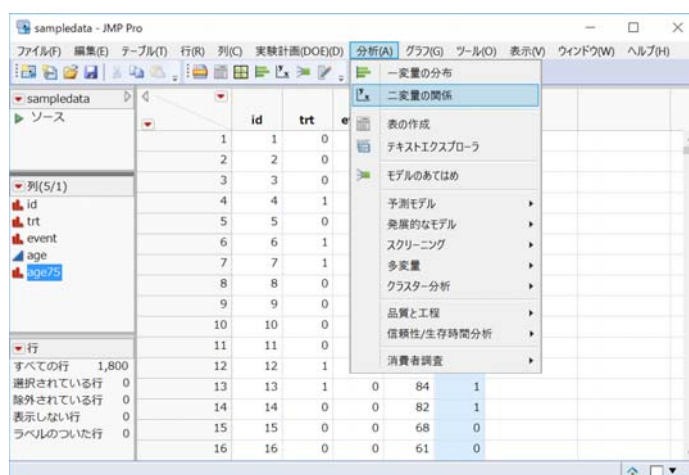 sampledata - JMP Pro
ファイル(F) 編集(E) テーブル(T) 行(R) 列(C) 実験計画(DOE)(D) 分析(A) グラフ(G) ツール(O) 表示(V) ウィンドウ(W) ヘルプ(H)
sampledata
ソース
列(5/1)
id
trt
event
age
age75
行
すべての行 1,800
選択されている行 0
除外されている行 0
表示しない行 0
ラベルのついた行 0
id trt e
1 1 0
2 2 0
3 3 0
4 4 1
5 5 0
6 6 1
7 7 1
8 8 0
9 9 0
10 10 0
11 11 0
12 12 1
13 13 1 0 84 1
14 14 0 0 82 1
15 15 0 0 68 0
16 16 0 0 61 0
一変量の分布
二変量の関係
表の作成
テキストエクスプローラ
モデルのあてはめ
予測モデル
発展的なモデル
スクリーニング
多変量
クラスター分析
品質と工程
信頼性/生存時間分析
消費者調査